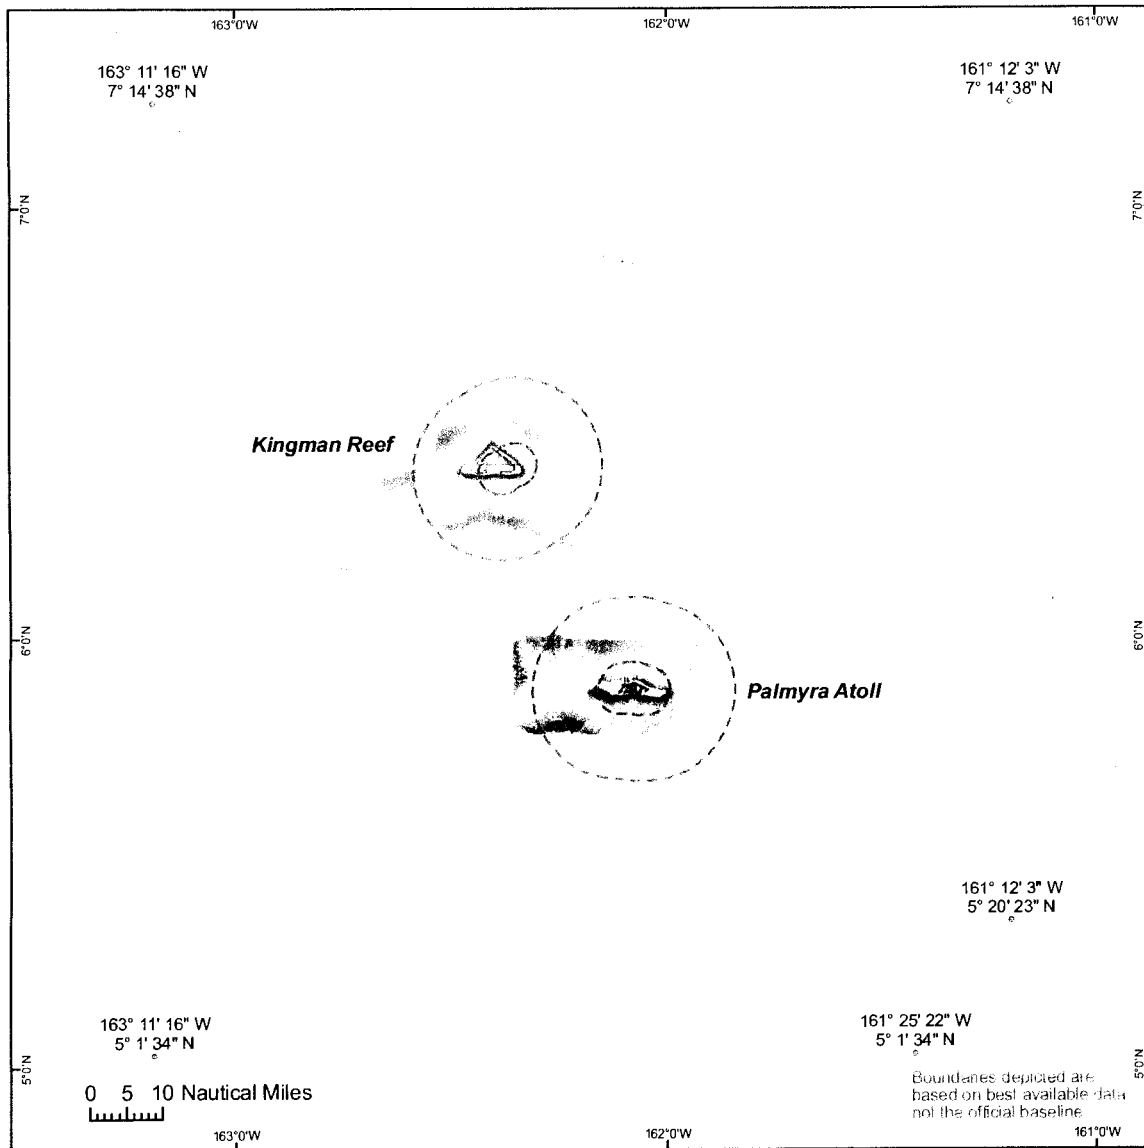 163°0'W
162°0'W
161°0'W
163° 11' 16" W
7° 14' 38" N
161° 12' 3" W
7° 14' 38" N
7°0'N
7°0'N
Kingman Reef
6°0'N
6°0'N
Palmyra Atoll
161° 12' 3" W
5° 20' 23" N
163° 11' 16" W
5° 1' 34" N
161° 25' 22" W
5° 1' 34" N
5°0'N
5°0'N
0 5 10 Nautical Miles
Boundaries depicted are
based on best available data
not the official baseline
163°0'W
162°0'W
161°0'W